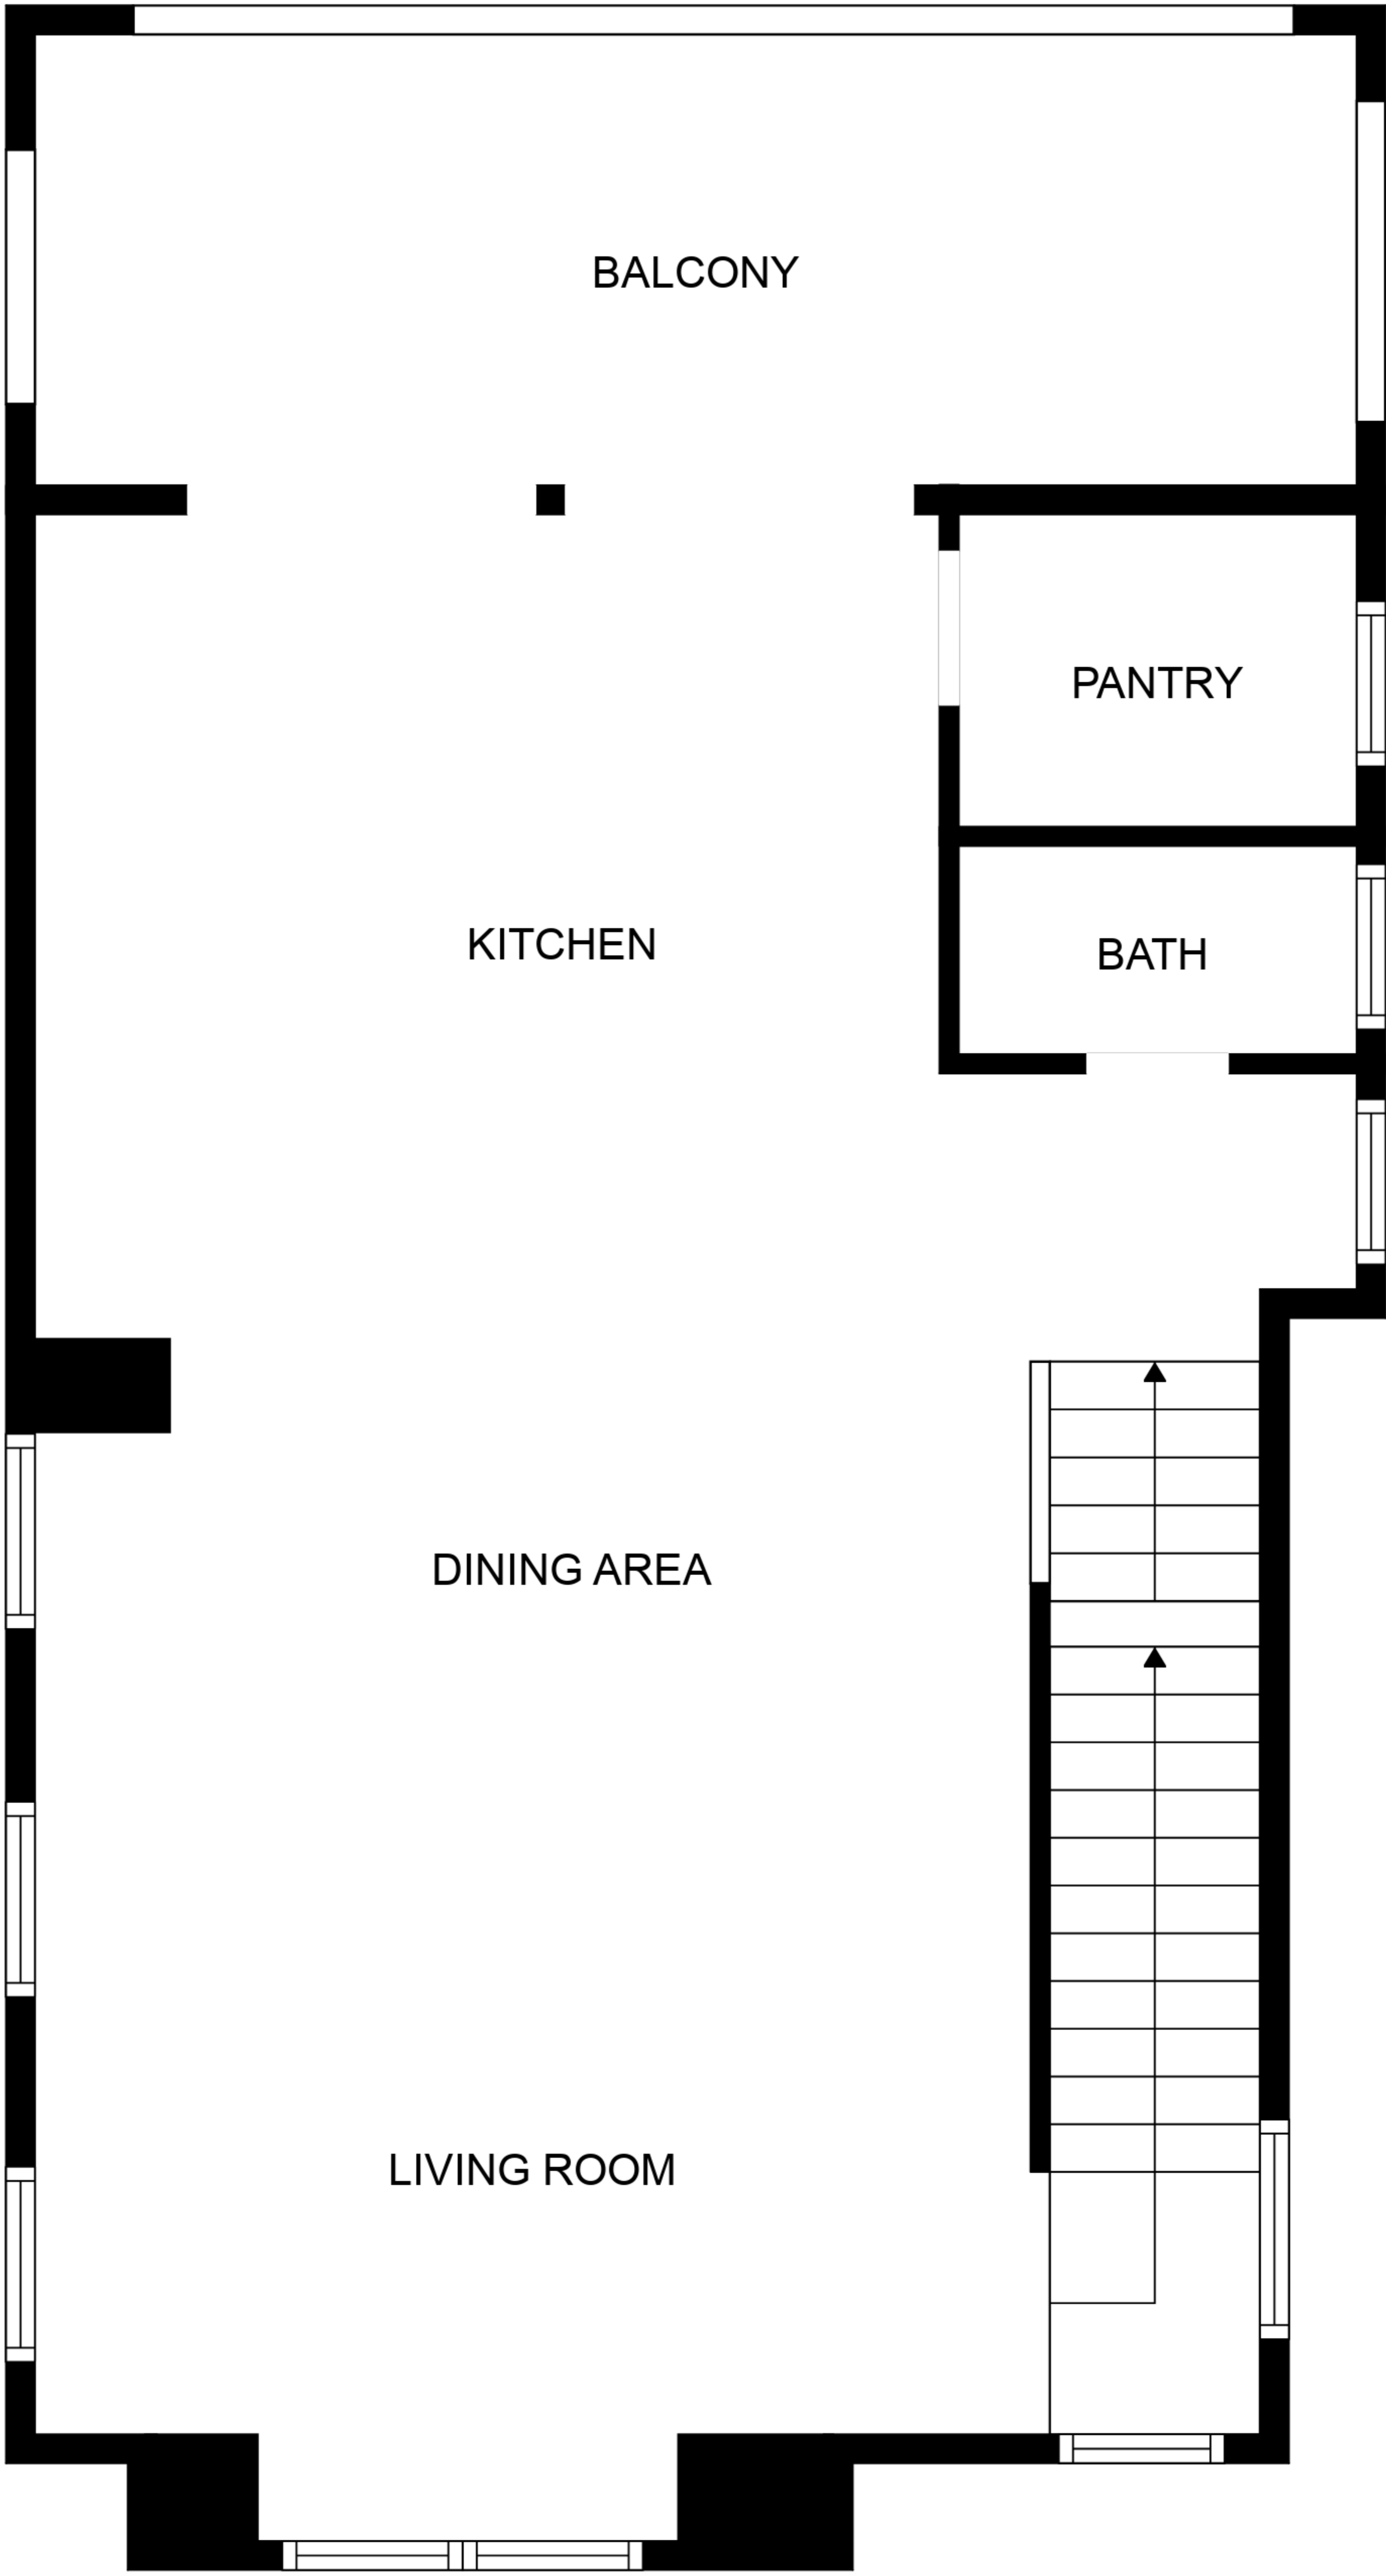 BALCONY
PANTRY
KITCHEN
BATH
DINING AREA
LIVING ROOM